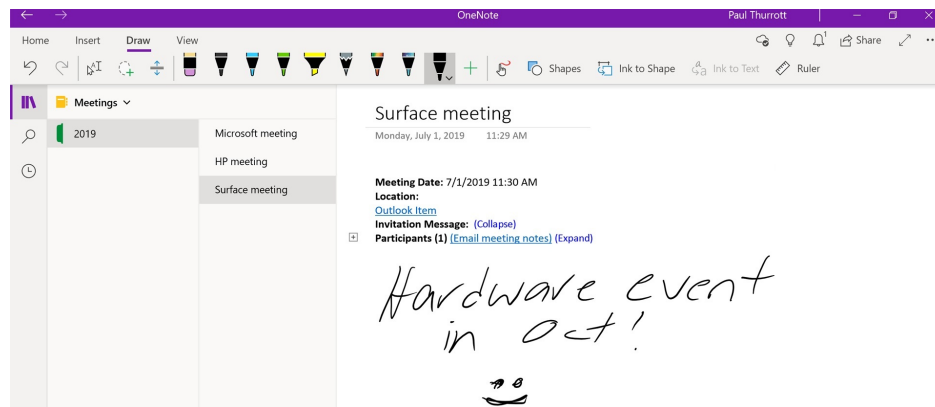 OneNote
Paul Thurrott
Home Insert Draw View
1
Share
Shapes
Ink to Shape
Ink to Text
Ruler
Meetings
2019
Microsoft meeting
HP meeting
Surface meeting
Surface meeting
Monday, July 1, 2019 11:29 AM
Meeting Date: 7/1/2019 11:30 AM
Location:
Outlook Item
Invitation Message: (Collapse)
Participants (1) (Email meeting notes) (Expand)
Hardware event
in Oct!